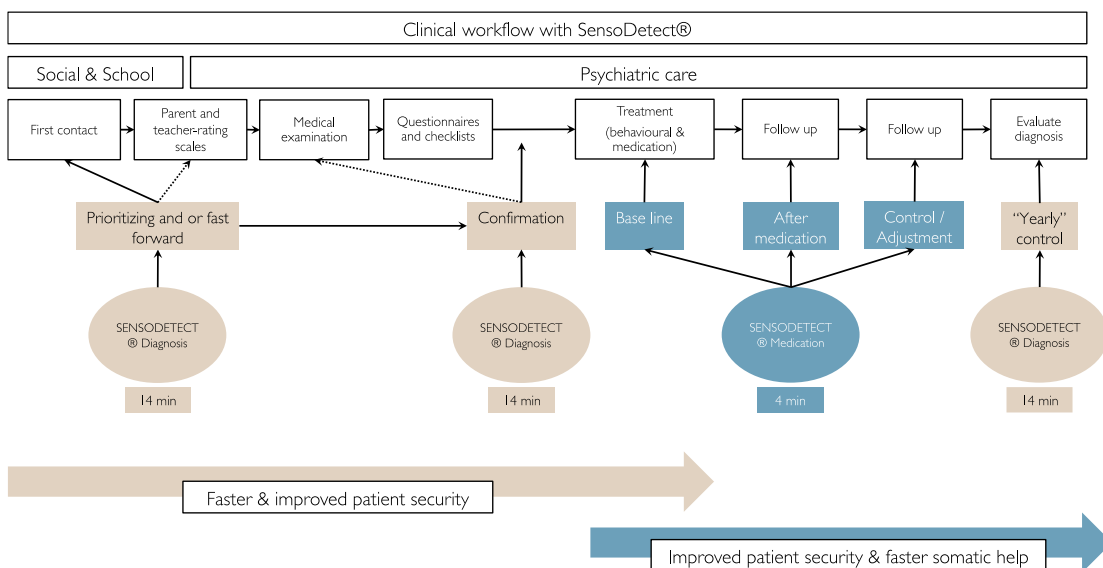 Clinical workflow with SensoDetect®
Social & School
Psychiatric care
First contact
Parent and
teacher-rating
scales
Medical
examination
Questionnaires
and checklists
Treatment
(behavioural &
medication)
Follow up
Follow up
Evaluate
diagnosis
Prioritizing and or fast
forward
Confirmation
Base line
After
medication
Control /
Adjustment
“Yearly”
control
SENSODETECT
® Diagnosis
SENSODETECT
® Diagnosis
SENSODETECT
® Medication
SENSODETECT
® Diagnosis
14 min
14 min
4 min
14 min
Faster & improved patient security
Improved patient security & faster somatic help